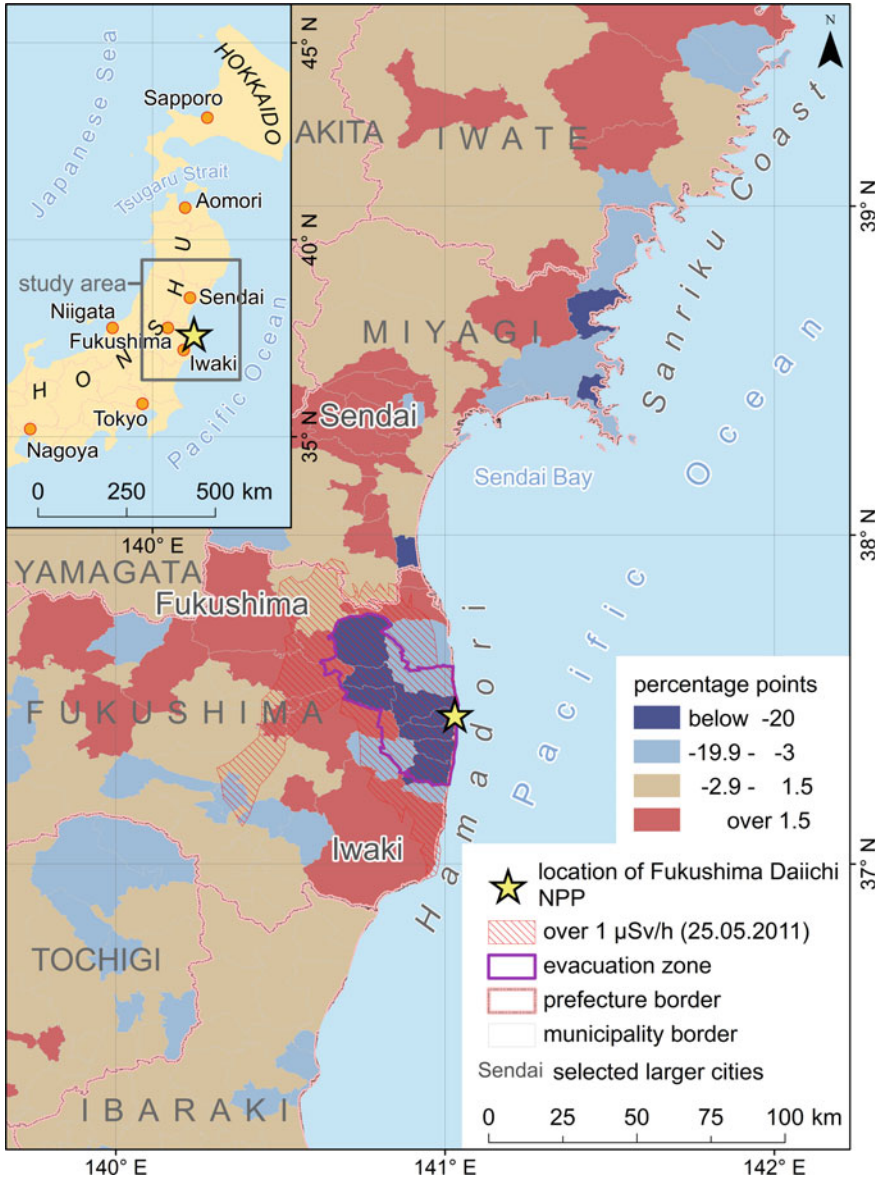 N
45° N
Japanese Sea
HOKKAIDO
Sapporo
Tsugaru Strait
Aomori
40° N
HONSHU
study area
Sendai
Niigata
Fukushima
Iwaki
Tokyo
Nagoya
Pacific Ocean
35° N
0 250 500 km
140° E
AKITA
IWATE
39° N
Sanriku Coast
MIYAGI
Sendai
Sendai Bay
Pacific Ocean
38° N
YAMAGATA
Fukushima
FUKUSHIMA
Hamadori
Iwaki
37° N
TOCHIGI
IBARAKI
percentage points
below -20
-19.9 - -3
-2.9 - 1.5
over 1.5
location of Fukushima Daiichi
NPP
over 1 µSv/h (25.05.2011)
evacuation zone
prefecture border
municipality border
Sendai selected larger cities
0 25 50 75 100 km
140° E
141° E
142° E